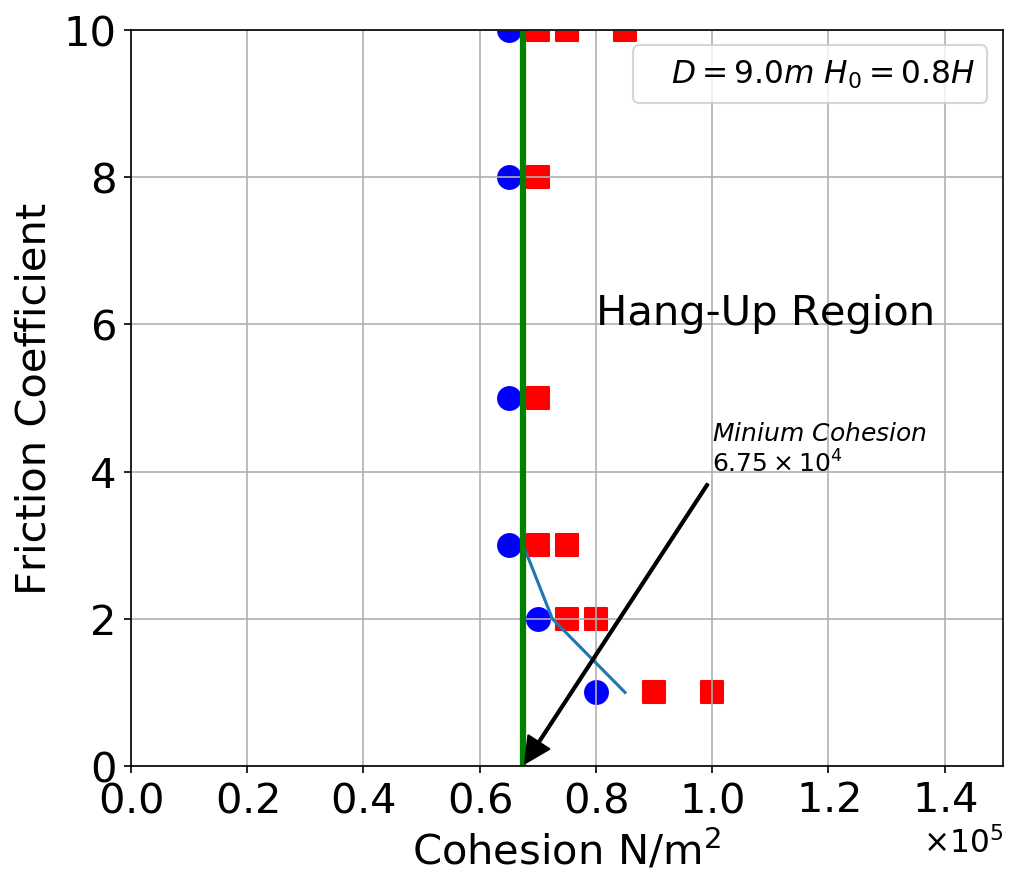 10
D = 9.0m H₀ = 0.8H
8
Hang-Up Region
6
Minium Cohesion
6.75 × 10⁴
4
2
0
Friction Coefficient
0.0 0.2 0.4 0.6 0.8 1.0 1.2 1.4
×10⁵
Cohesion N/m²